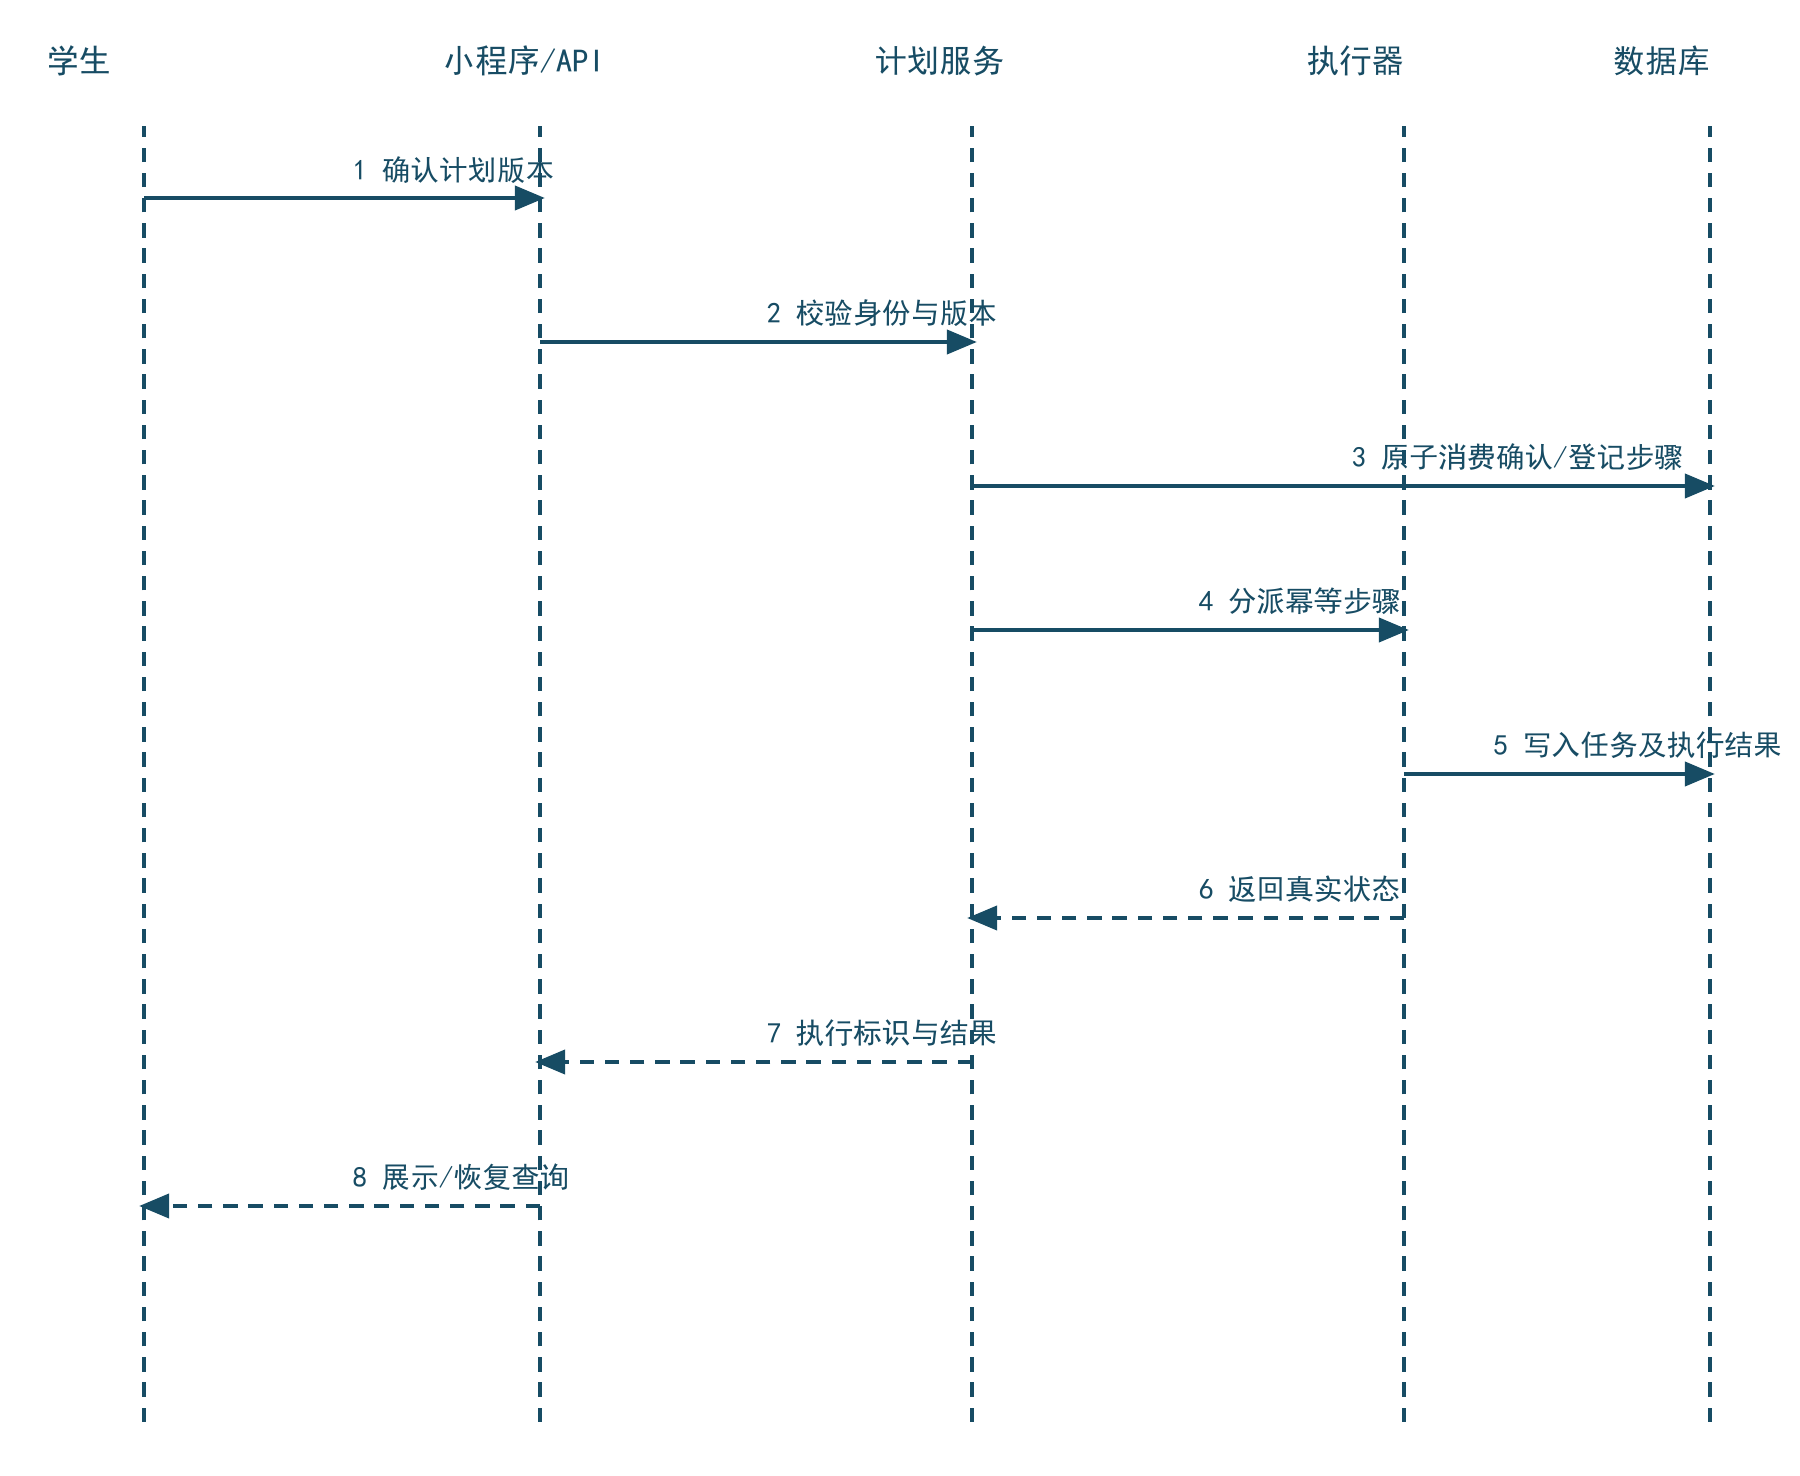 学生
小程序/API
计划服务
执行器
数据库
1 确认计划版本
2 校验身份与版本
3 原子消费确认/登记步骤
4 分派幂等步骤
5 写入任务及执行结果
6 返回真实状态
7 执行标识与结果
8 展示/恢复查询